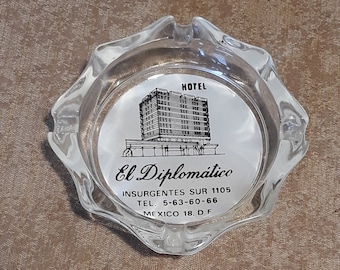 HOTEL
El Diplomático
INSURGENTES SUR 1105
TEL. 5-63-60-66
MEXICO 18, D.F.